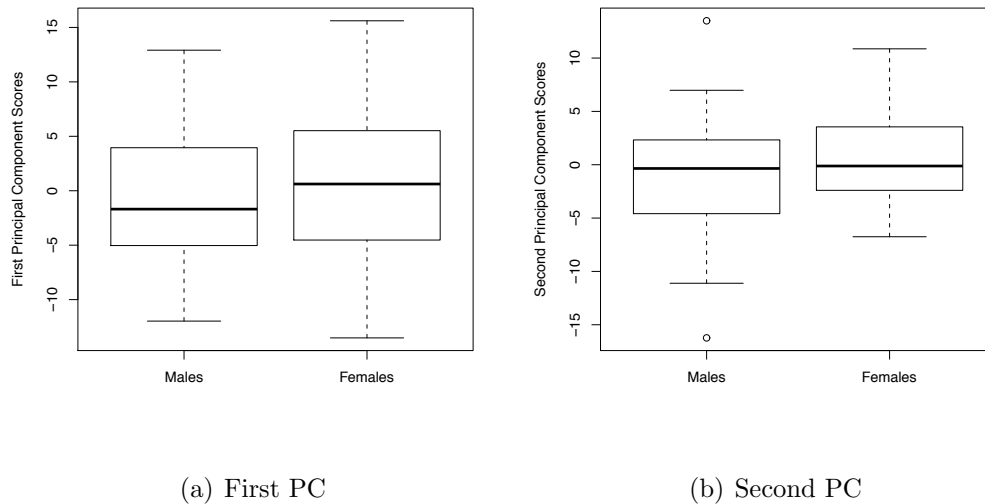 First Principal Component Scores
15
10
5
0
−5
−10
Males
Females
(a) First PC
Second Principal Component Scores
10
5
0
−5
−10
−15
Males
Females
(b) Second PC